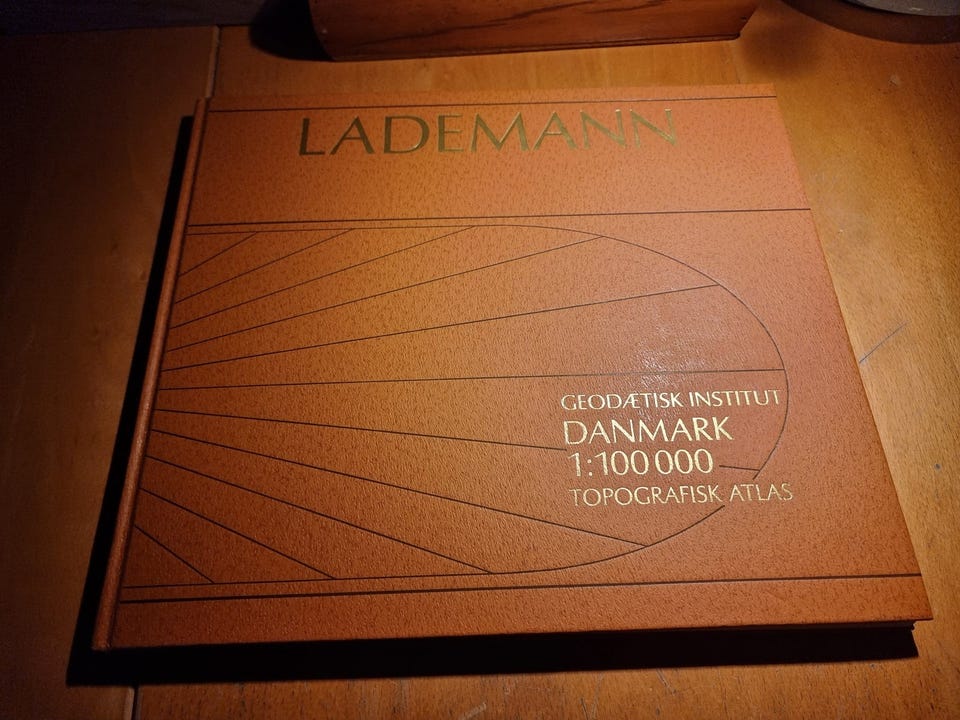 LADEMANN
GEODÆTISK INSTITUT
DANMARK
1:100 000
TOPOGRAFISK ATLAS